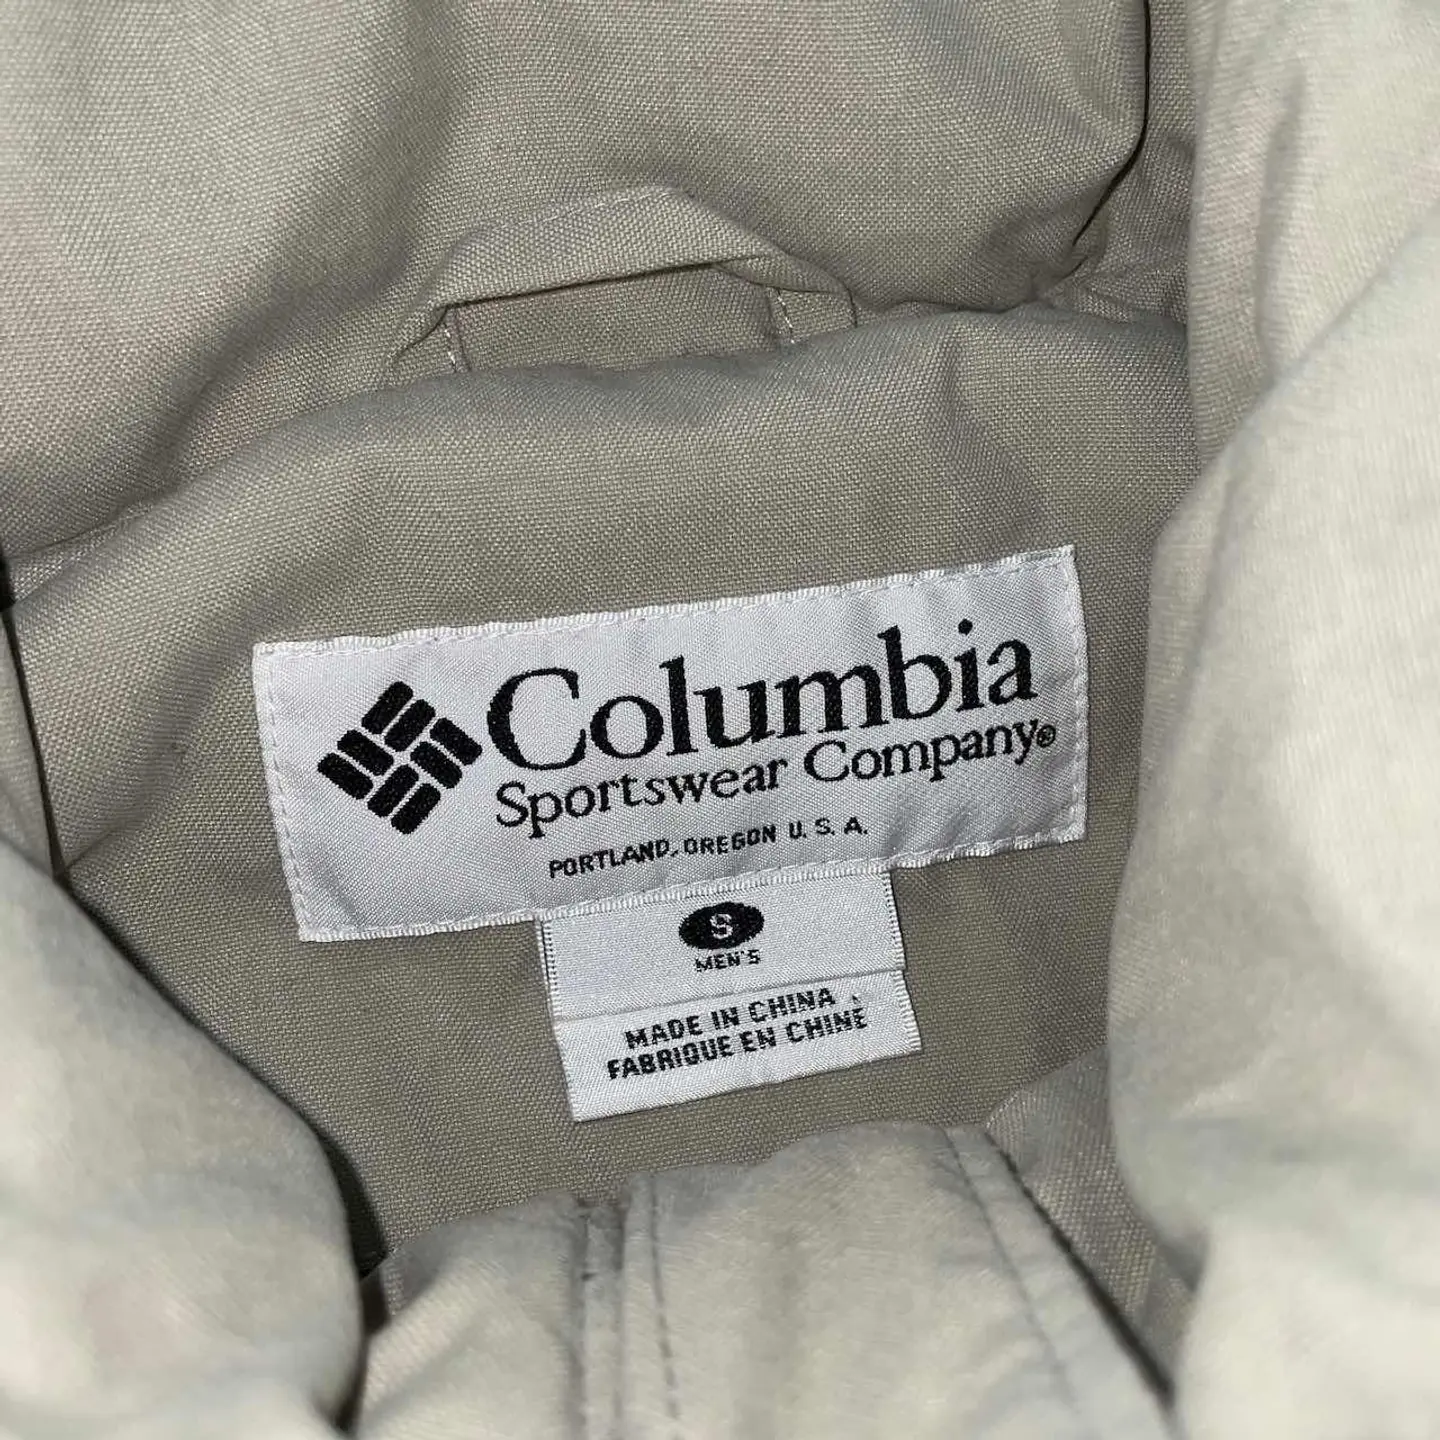 Columbia
Sportswear Company®
PORTLAND, OREGON U.S.A.
S
MEN'S
MADE IN CHINA
FABRIQUE EN CHINE